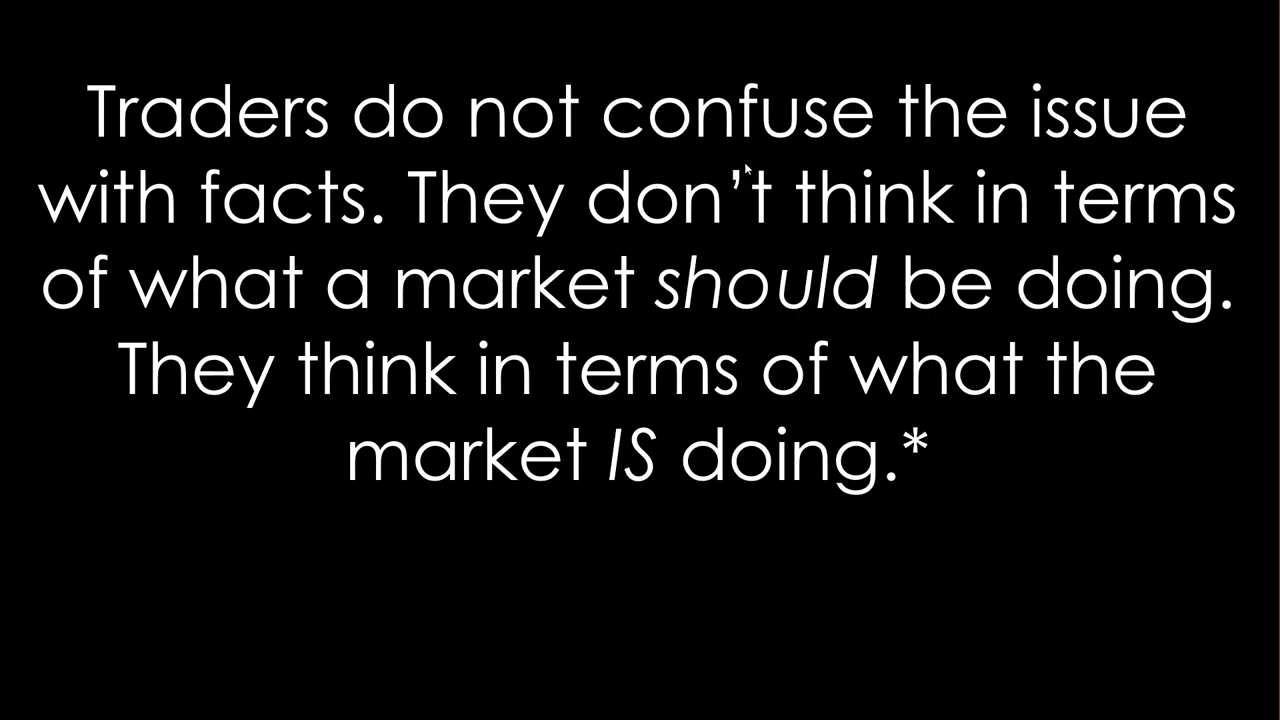 Traders do not confuse the issue
with facts. They don’t think in terms
of what a market should be doing.
They think in terms of what the
market IS doing.*